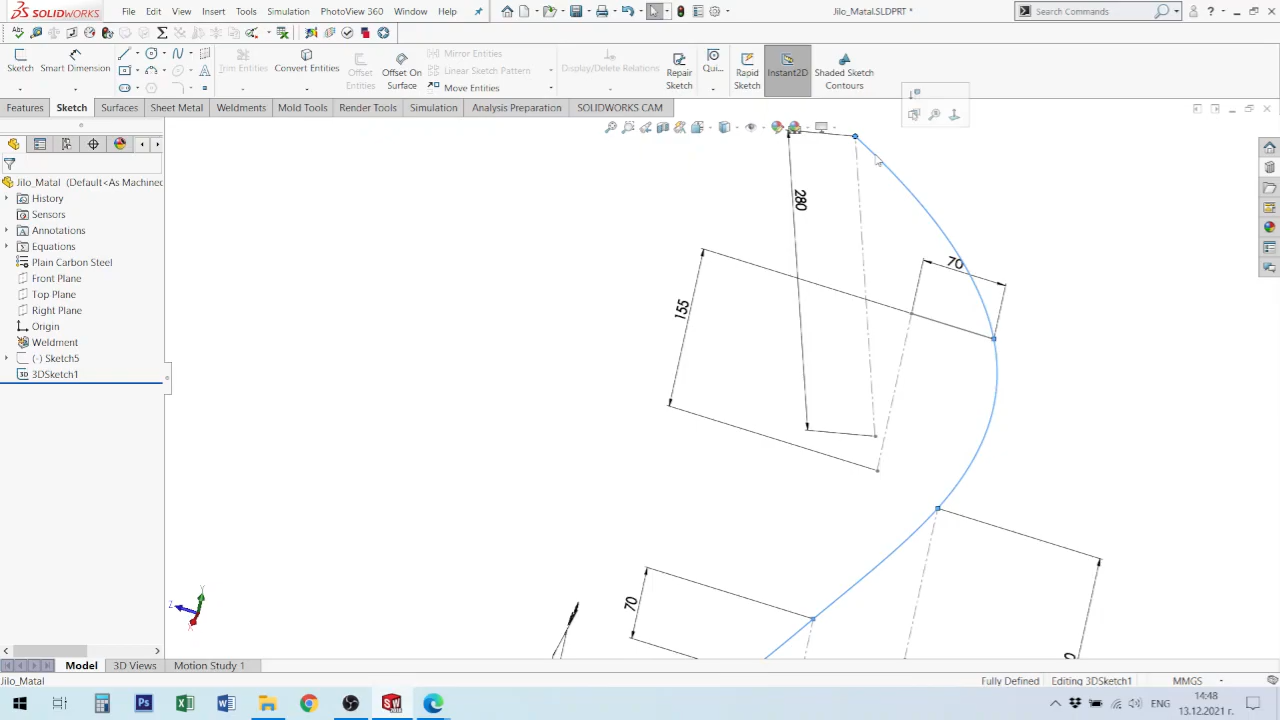 SOLIDWORKS
File Edit View Insert Tools Simulation PhotoView 360 Window Help
Jilo_Matal.SLDPRT *
Search Commands
Sketch
Smart Dimension
Trim Entities
Convert Entities
Offset Entities
Offset On Surface
Mirror Entities
Linear Sketch Pattern
Move Entities
Display/Delete Relations
Repair Sketch
Qui...
Rapid Sketch
Instant2D
Shaded Sketch Contours
Features Sketch Surfaces Sheet Metal Weldments Mold Tools Render Tools Simulation Analysis Preparation SOLIDWORKS CAM
Jilo_Matal (Default<As Machined
History
Sensors
Annotations
Equations
Plain Carbon Steel
Front Plane
Top Plane
Right Plane
Origin
Weldment
(-) Sketch5
3D 3DSketch1
280
70
155
70
Y
Z
X
Model 3D Views Motion Study 1
Jilo_Matal
Fully Defined Editing 3DSketch1 MMGS
ENG
14:48
13.12.2021 г.